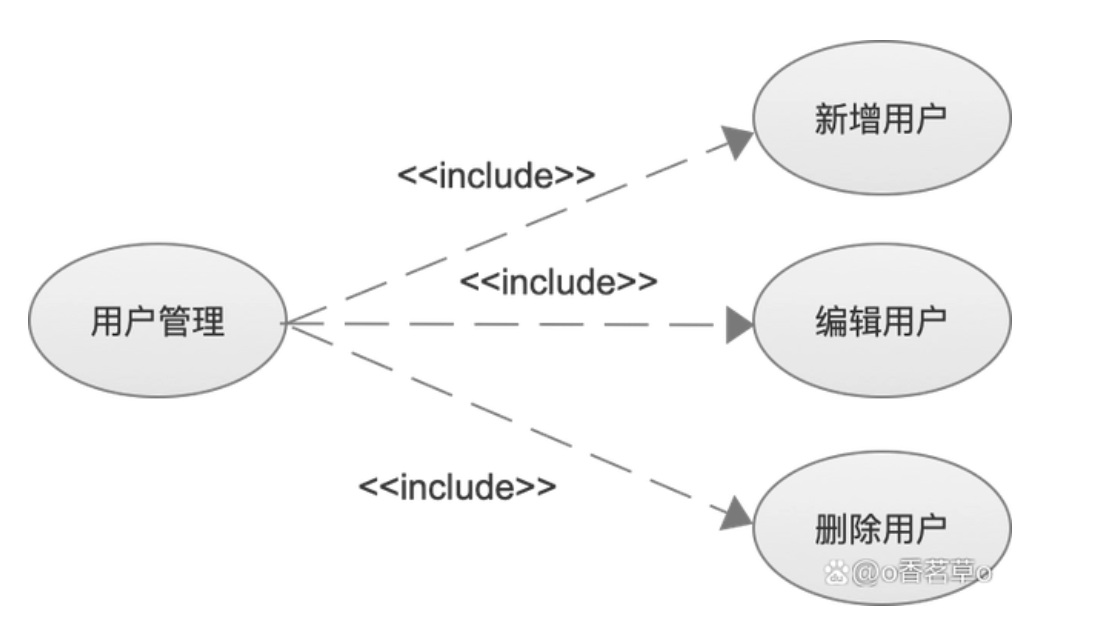 新增用户
<<include>>
<<include>>
用户管理
编辑用户
<<include>>
删除用户
@o香茗草o